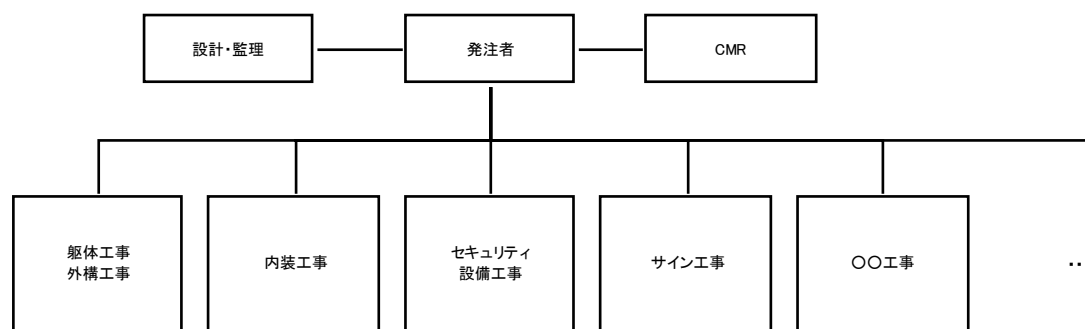 設計・監理
発注者
CMR
躯体工事
外構工事
内装工事
セキュリティ
設備工事
サイン工事
〇〇工事
‥